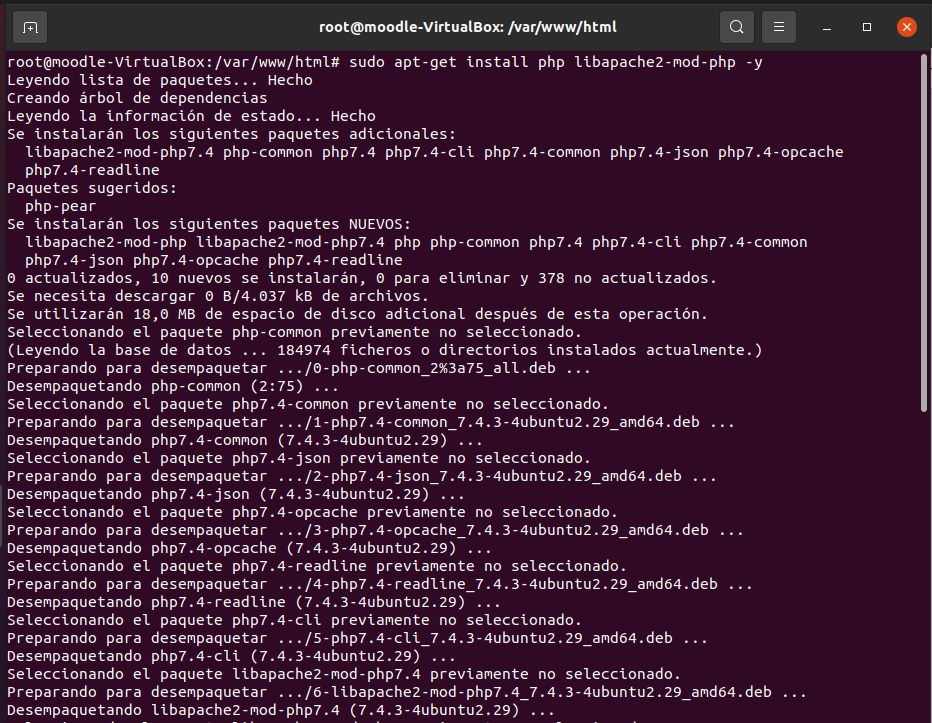 root@moodle-VirtualBox: /var/www/html
root@moodle-VirtualBox:/var/www/html# sudo apt-get install php libapache2-mod-php -y
Leyendo lista de paquetes... Hecho
Creando árbol de dependencias
Leyendo la información de estado... Hecho
Se instalarán los siguientes paquetes adicionales:
  libapache2-mod-php7.4 php-common php7.4 php7.4-cli php7.4-common php7.4-json php7.4-opcache
  php7.4-readline
Paquetes sugeridos:
  php-pear
Se instalarán los siguientes paquetes NUEVOS:
  libapache2-mod-php libapache2-mod-php7.4 php php-common php7.4 php7.4-cli php7.4-common
  php7.4-json php7.4-opcache php7.4-readline
0 actualizados, 10 nuevos se instalarán, 0 para eliminar y 378 no actualizados.
Se necesita descargar 0 B/4.037 kB de archivos.
Se utilizarán 18,0 MB de espacio de disco adicional después de esta operación.
Seleccionando el paquete php-common previamente no seleccionado.
(Leyendo la base de datos ... 184974 ficheros o directorios instalados actualmente.)
Preparando para desempaquetar .../0-php-common_2%3a75_all.deb ...
Desempaquetando php-common (2:75) ...
Seleccionando el paquete php7.4-common previamente no seleccionado.
Preparando para desempaquetar .../1-php7.4-common_7.4.3-4ubuntu2.29_amd64.deb ...
Desempaquetando php7.4-common (7.4.3-4ubuntu2.29) ...
Seleccionando el paquete php7.4-json previamente no seleccionado.
Preparando para desempaquetar .../2-php7.4-json_7.4.3-4ubuntu2.29_amd64.deb ...
Desempaquetando php7.4-json (7.4.3-4ubuntu2.29) ...
Seleccionando el paquete php7.4-opcache previamente no seleccionado.
Preparando para desempaquetar .../3-php7.4-opcache_7.4.3-4ubuntu2.29_amd64.deb ...
Desempaquetando php7.4-opcache (7.4.3-4ubuntu2.29) ...
Seleccionando el paquete php7.4-readline previamente no seleccionado.
Preparando para desempaquetar .../4-php7.4-readline_7.4.3-4ubuntu2.29_amd64.deb ...
Desempaquetando php7.4-readline (7.4.3-4ubuntu2.29) ...
Seleccionando el paquete php7.4-cli previamente no seleccionado.
Preparando para desempaquetar .../5-php7.4-cli_7.4.3-4ubuntu2.29_amd64.deb ...
Desempaquetando php7.4-cli (7.4.3-4ubuntu2.29) ...
Seleccionando el paquete libapache2-mod-php7.4 previamente no seleccionado.
Preparando para desempaquetar .../6-libapache2-mod-php7.4_7.4.3-4ubuntu2.29_amd64.deb ...
Desempaquetando libapache2-mod-php7.4 (7.4.3-4ubuntu2.29) ...